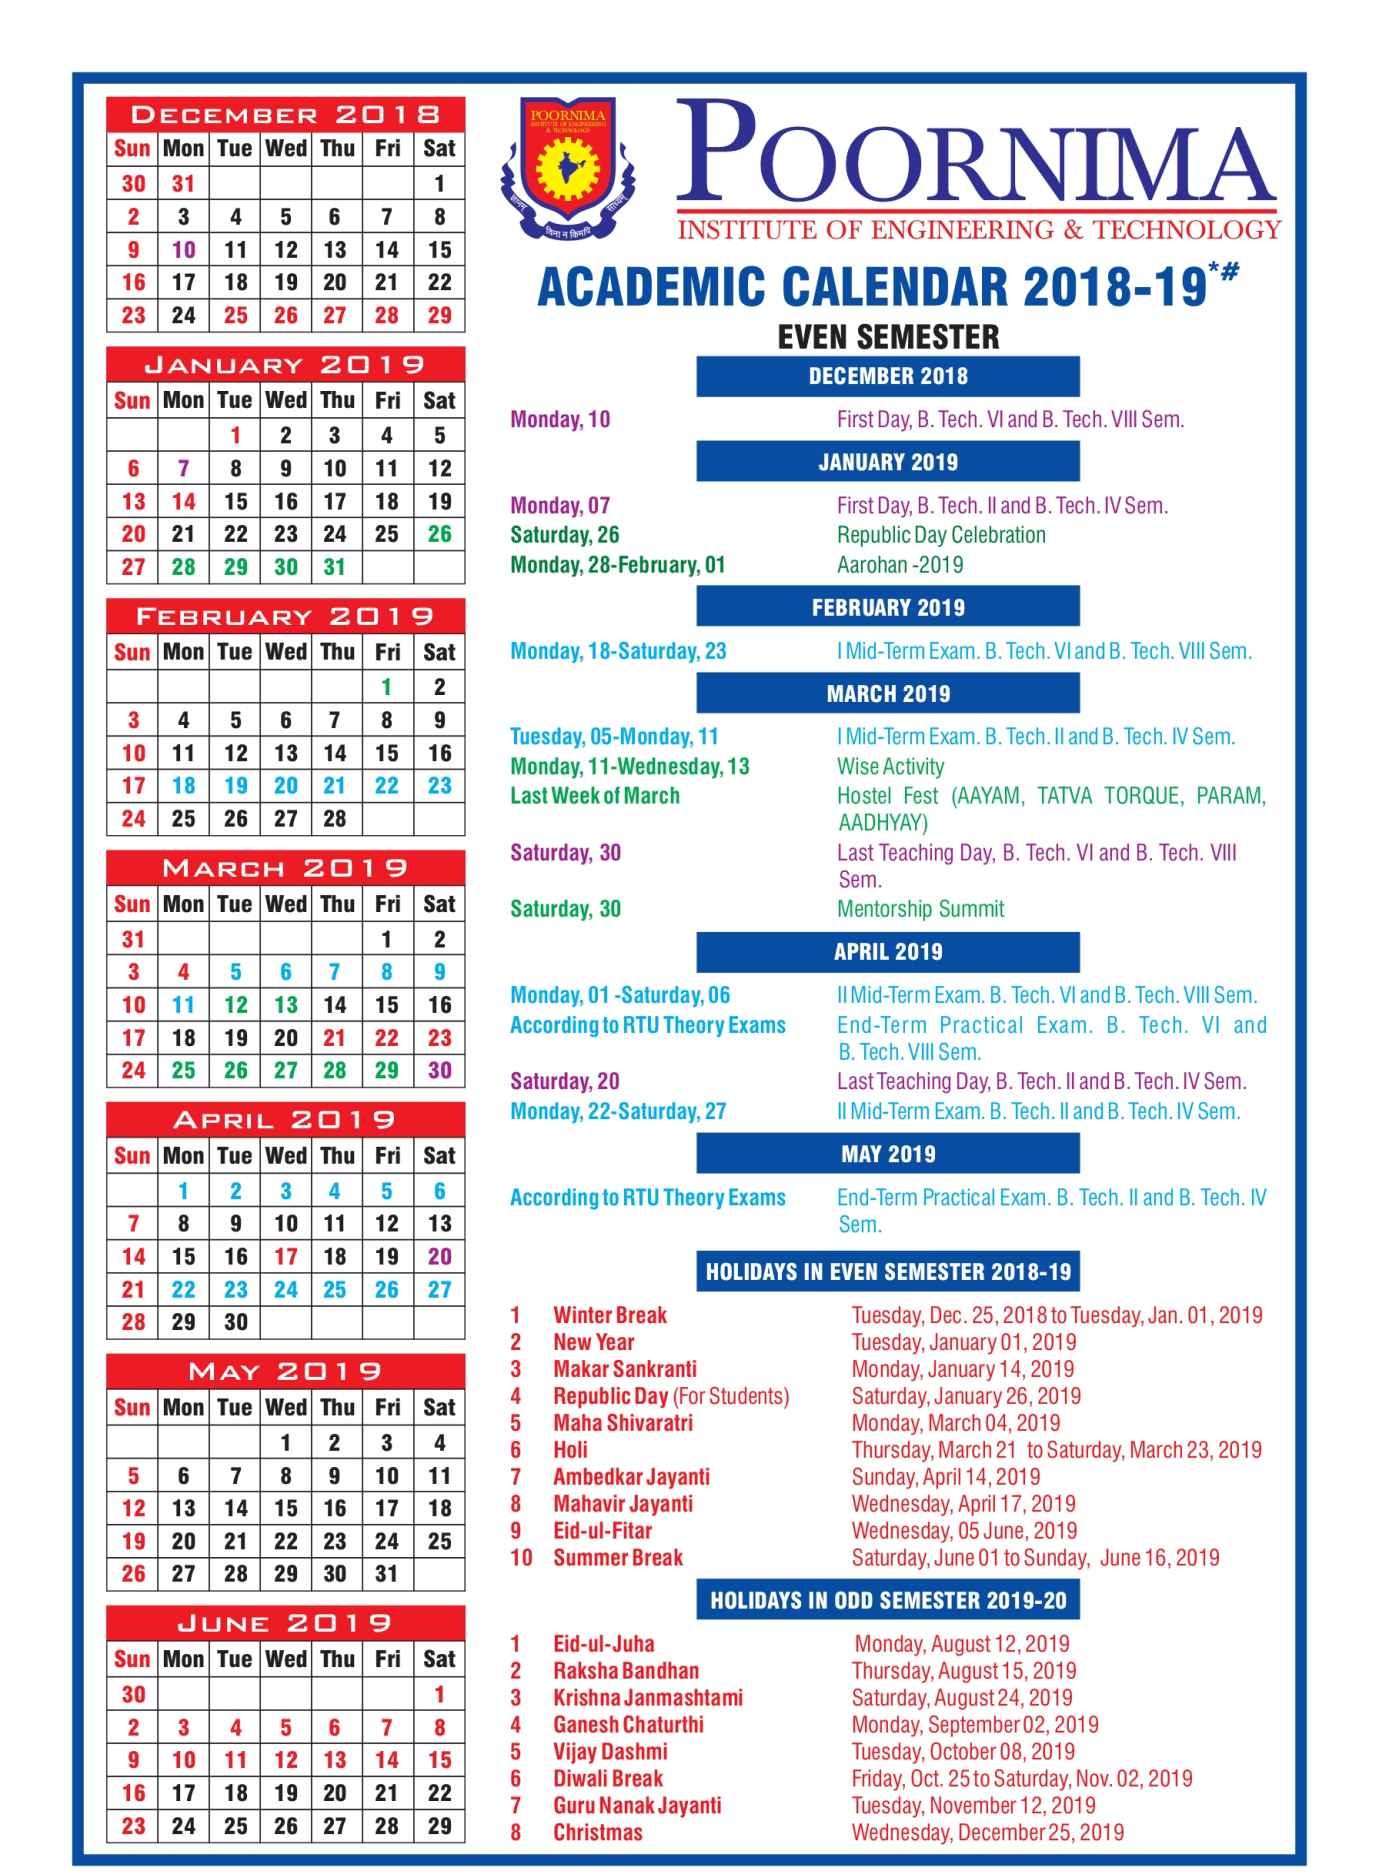 DECEMBER 2018
Sun Mon Tue Wed Thu Fri Sat
30 31 1
2 3 4 5 6 7 8
9 10 11 12 13 14 15
16 17 18 19 20 21 22
23 24 25 26 27 28 29
JANUARY 2019
Sun Mon Tue Wed Thu Fri Sat
1 2 3 4 5
6 7 8 9 10 11 12
13 14 15 16 17 18 19
20 21 22 23 24 25 26
27 28 29 30 31
FEBRUARY 2019
Sun Mon Tue Wed Thu Fri Sat
1 2
3 4 5 6 7 8 9
10 11 12 13 14 15 16
17 18 19 20 21 22 23
24 25 26 27 28
MARCH 2019
Sun Mon Tue Wed Thu Fri Sat
31 1 2
3 4 5 6 7 8 9
10 11 12 13 14 15 16
17 18 19 20 21 22 23
24 25 26 27 28 29 30
APRIL 2019
Sun Mon Tue Wed Thu Fri Sat
1 2 3 4 5 6
7 8 9 10 11 12 13
14 15 16 17 18 19 20
21 22 23 24 25 26 27
28 29 30
MAY 2019
Sun Mon Tue Wed Thu Fri Sat
1 2 3 4
5 6 7 8 9 10 11
12 13 14 15 16 17 18
19 20 21 22 23 24 25
26 27 28 29 30 31
JUNE 2019
Sun Mon Tue Wed Thu Fri Sat
30 1
2 3 4 5 6 7 8
9 10 11 12 13 14 15
16 17 18 19 20 21 22
23 24 25 26 27 28 29
POORNIMA
INSTITUTE OF ENGINEERING
& TECHNOLOGY
ज्ञानम् विना न किमपि साध्यम्
POORNIMA
INSTITUTE OF ENGINEERING & TECHNOLOGY
ACADEMIC CALENDAR 2018-19*#
EVEN SEMESTER
DECEMBER 2018
Monday, 10 First Day, B. Tech. VI and B. Tech. VIII Sem.
JANUARY 2019
Monday, 07 First Day, B. Tech. II and B. Tech. IV Sem.
Saturday, 26 Republic Day Celebration
Monday, 28-February, 01 Aarohan -2019
FEBRUARY 2019
Monday, 18-Saturday, 23 I Mid-Term Exam. B. Tech. VI and B. Tech. VIII Sem.
MARCH 2019
Tuesday, 05-Monday, 11 I Mid-Term Exam. B. Tech. II and B. Tech. IV Sem.
Monday, 11-Wednesday, 13 Wise Activity
Last Week of March Hostel Fest (AAYAM, TATVA TORQUE, PARAM,
AADHYAY)
Saturday, 30 Last Teaching Day, B. Tech. VI and B. Tech. VIII
Sem.
Saturday, 30 Mentorship Summit
APRIL 2019
Monday, 01 -Saturday, 06 II Mid-Term Exam. B. Tech. VI and B. Tech. VIII Sem.
According to RTU Theory Exams End-Term Practical Exam. B. Tech. VI and
B. Tech. VIII Sem.
Saturday, 20 Last Teaching Day, B. Tech. II and B. Tech. IV Sem.
Monday, 22-Saturday, 27 II Mid-Term Exam. B. Tech. II and B. Tech. IV Sem.
MAY 2019
According to RTU Theory Exams End-Term Practical Exam. B. Tech. II and B. Tech. IV
Sem.
HOLIDAYS IN EVEN SEMESTER 2018-19
1 Winter Break Tuesday, Dec. 25, 2018 to Tuesday, Jan. 01, 2019
2 New Year Tuesday, January 01, 2019
3 Makar Sankranti Monday, January 14, 2019
4 Republic Day (For Students) Saturday, January 26, 2019
5 Maha Shivaratri Monday, March 04, 2019
6 Holi Thursday, March 21 to Saturday, March 23, 2019
7 Ambedkar Jayanti Sunday, April 14, 2019
8 Mahavir Jayanti Wednesday, April 17, 2019
9 Eid-ul-Fitar Wednesday, 05 June, 2019
10 Summer Break Saturday, June 01 to Sunday, June 16, 2019
HOLIDAYS IN ODD SEMESTER 2019-20
1 Eid-ul-Juha Monday, August 12, 2019
2 Raksha Bandhan Thursday, August 15, 2019
3 Krishna Janmashtami Saturday, August 24, 2019
4 Ganesh Chaturthi Monday, September 02, 2019
5 Vijay Dashmi Tuesday, October 08, 2019
6 Diwali Break Friday, Oct. 25 to Saturday, Nov. 02, 2019
7 Guru Nanak Jayanti Tuesday, November 12, 2019
8 Christmas Wednesday, December 25, 2019